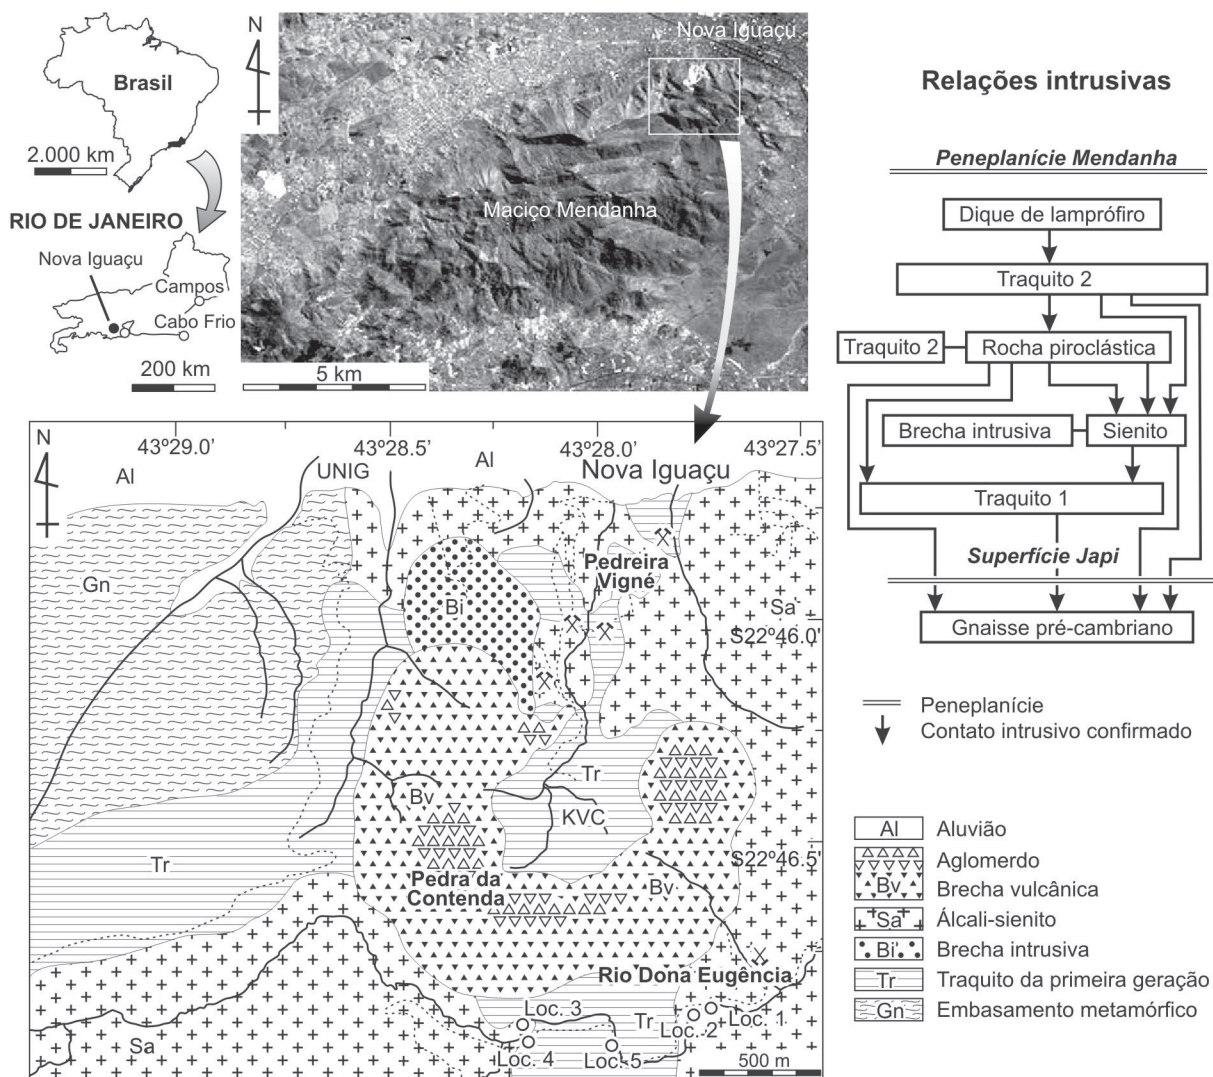 Brasil
2.000 km
RIO DE JANEIRO
Nova Iguaçu
Campos
Cabo Frio
200 km
N
Nova Iguaçu
Maciço Mendanha
5 km
Relações intrusivas
Peneplanície Mendanha
Dique de lamprófiro
Traquito 2
Traquito 2
Rocha piroclástica
Brecha intrusiva
Sienito
Traquito 1
Superfície Japi
Gnaisse pré-cambriano
Peneplanície
Contato intrusivo confirmado
Al Aluvião
Aglomerdo
Bv Brecha vulcânica
Sa Álcali-sienito
Bi Brecha intrusiva
Tr Traquito da primeira geração
Gn Embasamento metamórfico
N
43º29.0'
43º28.5'
43º28.0'
43º27.5'
Al
UNIG
Al
Nova Iguaçu
Gn
Bi
Pedreira
Vigné
Sa
S22º46.0'
Tr
Bv
KVC
S22º46.5'
Tr
Pedra da
Contenda
Bv
Rio Dona Eugência
Loc. 3
Tr
Loc. 2
Loc. 1
Sa
Loc. 4
Loc. 5
500 m